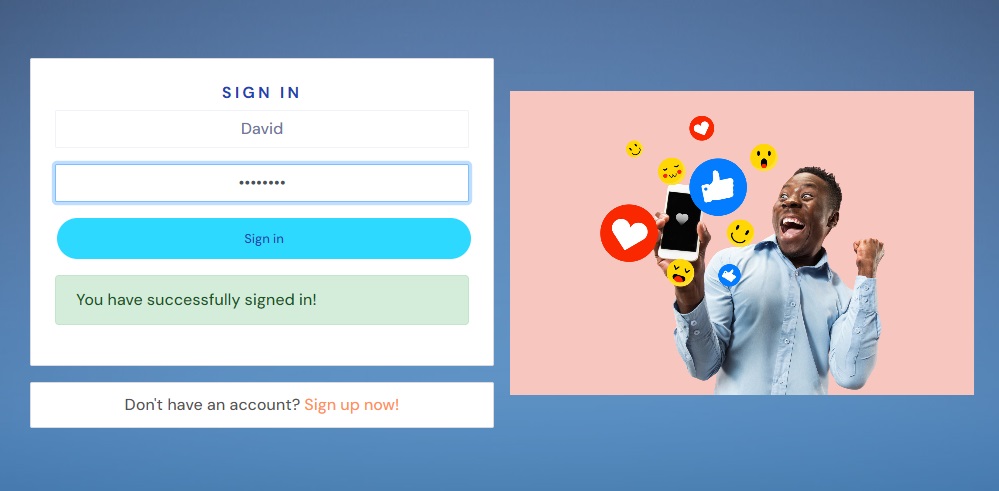 SIGN IN
David
••••••••
Sign in
You have successfully signed in!
Don't have an account? Sign up now!